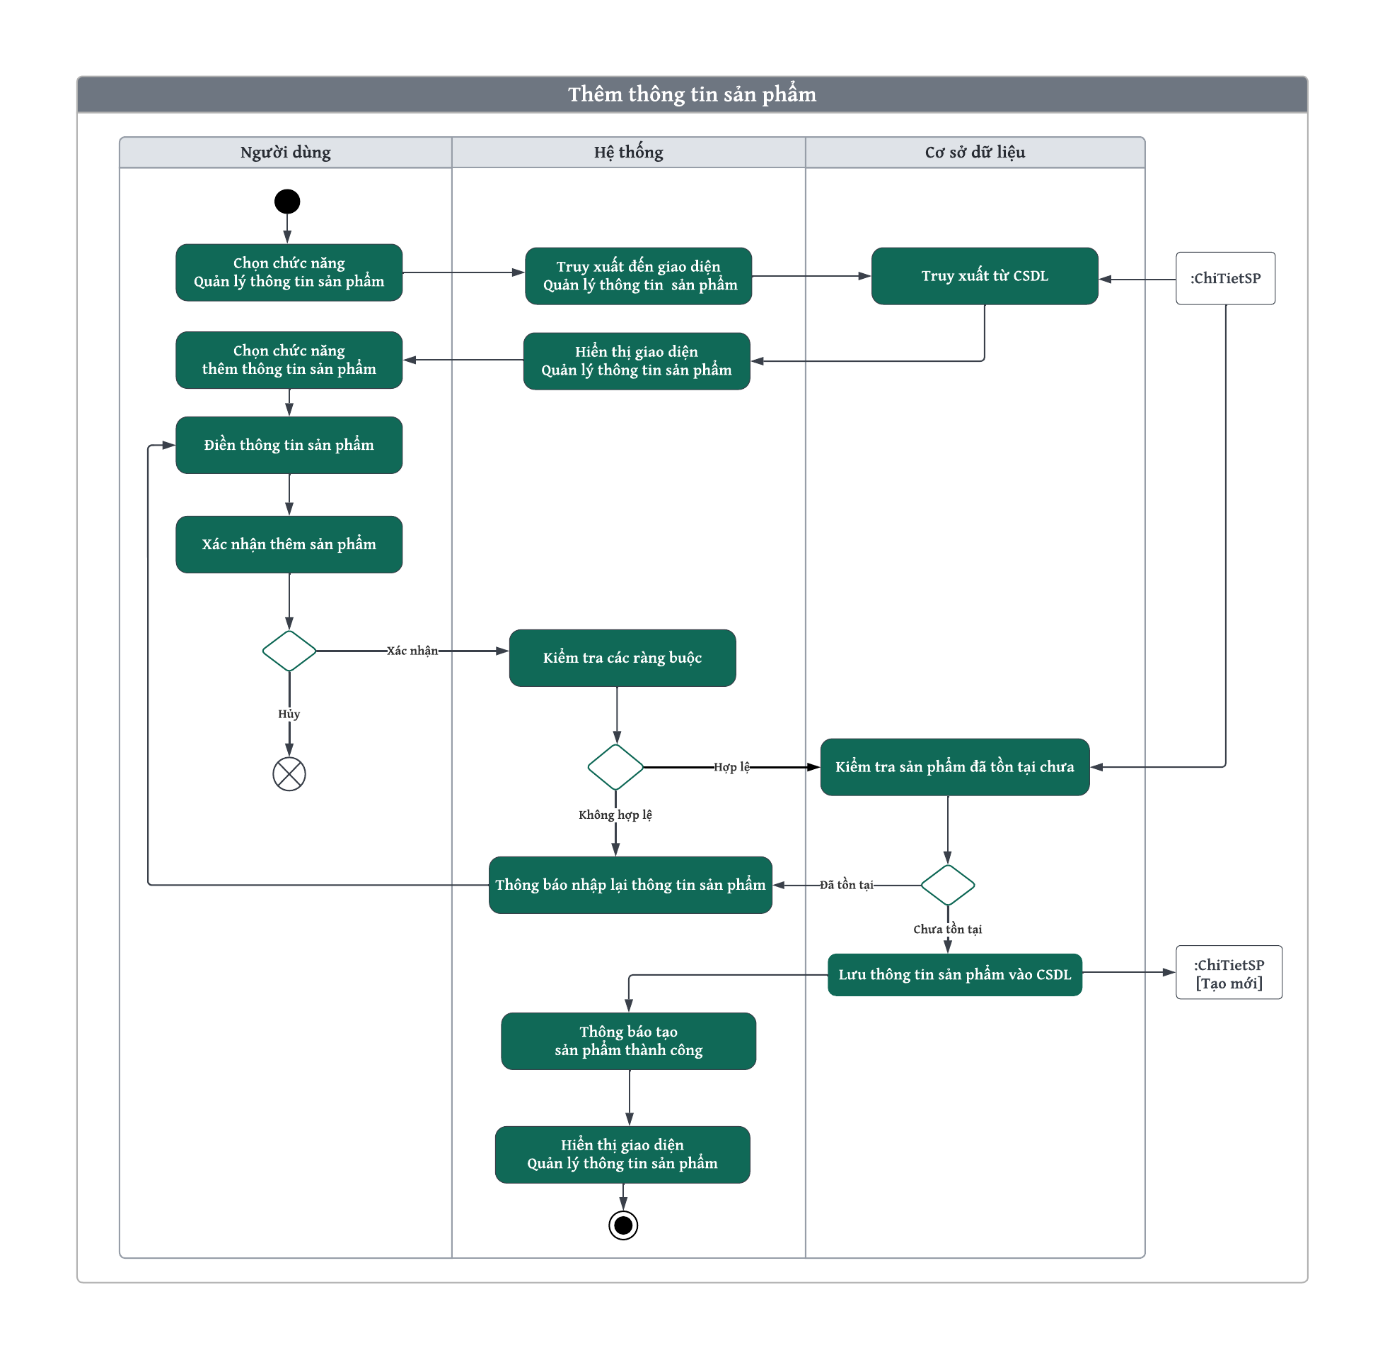 Thêm thông tin sản phẩm
Người dùng
Hệ thống
Cơ sở dữ liệu
Chọn chức năng
Quản lý thông tin sản phẩm
Truy xuất đến giao diện
Quản lý thông tin sản phẩm
Truy xuất từ CSDL
:ChiTietSP
Chọn chức năng
thêm thông tin sản phẩm
Hiển thị giao diện
Quản lý thông tin sản phẩm
Điền thông tin sản phẩm
Xác nhận thêm sản phẩm
Xác nhận
Kiểm tra các ràng buộc
Hủy
Hợp lệ
Kiểm tra sản phẩm đã tồn tại chưa
Không hợp lệ
Thông báo nhập lại thông tin sản phẩm
Đã tồn tại
Chưa tồn tại
Lưu thông tin sản phẩm vào CSDL
:ChiTietSP
[Tạo mới]
Thông báo tạo
sản phẩm thành công
Hiển thị giao diện
Quản lý thông tin sản phẩm